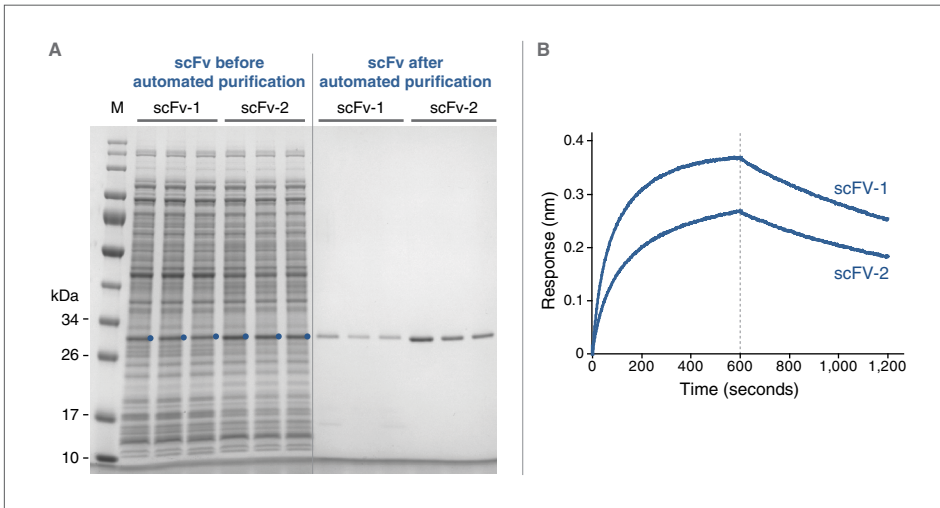 A
scFv before
automated purification
scFv after
automated purification
M
scFv-1
scFv-2
scFv-1
scFv-2
kDa
34
26
17
10
B
Response (nm)
0.4
0.3
0.2
0.1
0
scFV-1
scFV-2
0 200 400 600 800 1,000 1,200
Time (seconds)